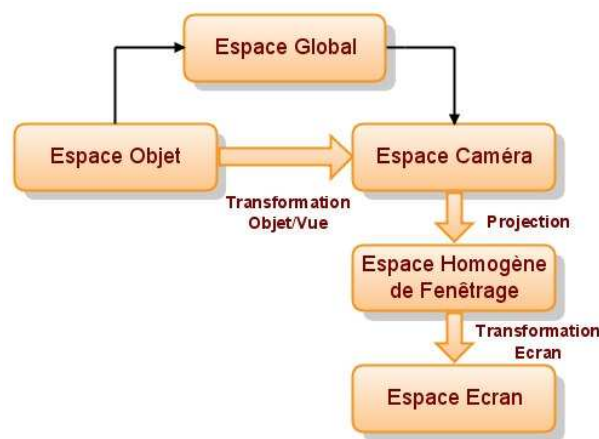 Espace Global
Espace Objet
Espace Caméra
Transformation
Objet/Vue
Projection
Espace Homogène
de Fenêtrage
Transformation
Ecran
Espace Ecran